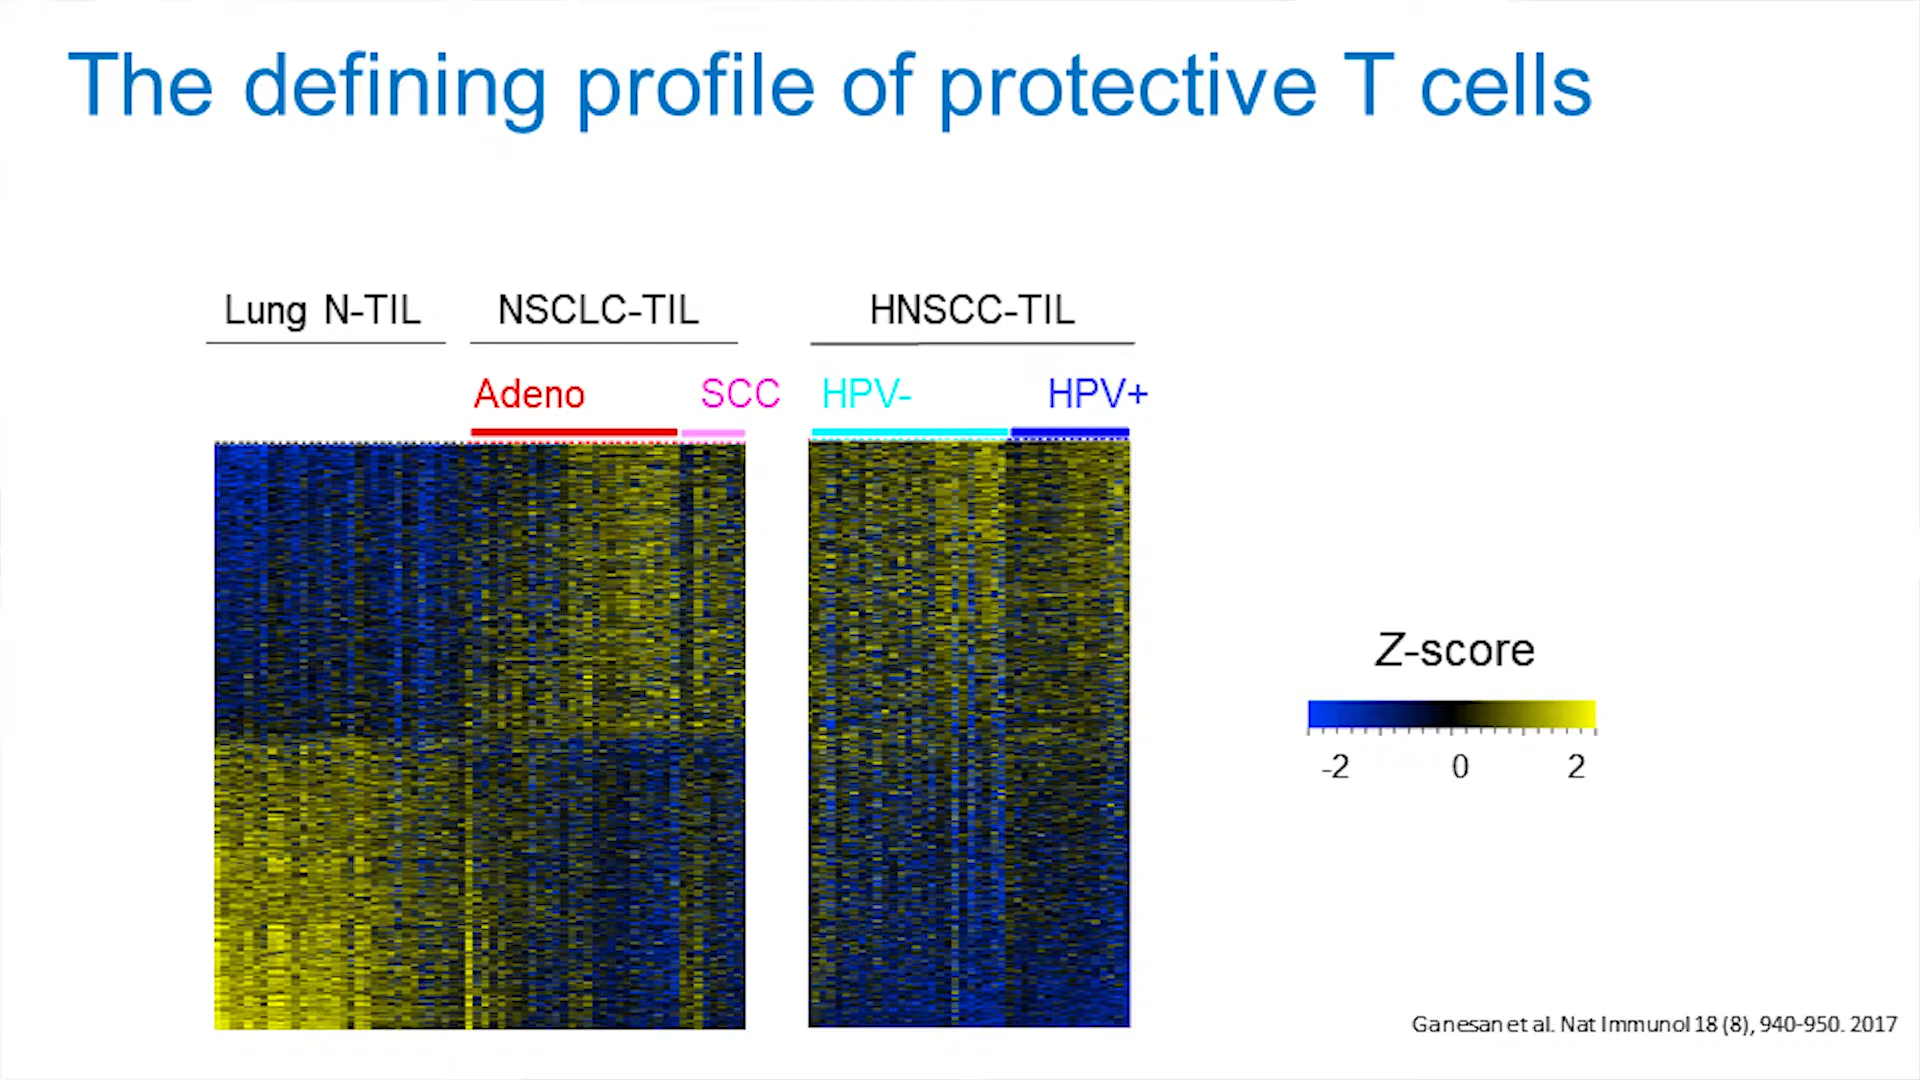 The defining profile of protective T cells
Lung N-TIL NSCLC-TIL HNSCC-TIL
Adeno SCC HPV- HPV+
Z-score
-2 0 2
Ganesan et al. Nat Immunol 18 (8), 940-950. 2017